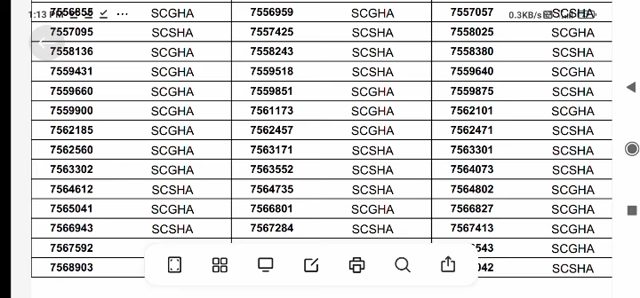 1:13 PM ... 0.3KB/s
7556855 SCGHA 7556959 SCGHA 7557057 SCSHA
7557095 SCSHA 7557425 SCSHA 7558025 SCGHA
7558136 SCGHA 7558243 SCGHA 7558380 SCSHA
7559431 SCGHA 7559518 SCSHA 7559640 SCGHA
7559660 SCGHA 7559851 SCGHA 7559875 SCSHA
7559900 SCGHA 7561173 SCGHA 7562101 SCGHA
7562185 SCGHA 7562457 SCGHA 7562471 SCSHA
7562560 SCGHA 7563171 SCSHA 7563301 SCSHA
7563302 SCGHA 7563552 SCGHA 7564073 SCSHA
7564612 SCSHA 7564735 SCSHA 7564802 SCGHA
7565041 SCGHA 7566801 SCGHA 7566827 SCGHA
7566943 SCSHA 7567284 SCSHA 7567413 SCGHA
7567592 543 SCGHA
7568903 942 SCSHA